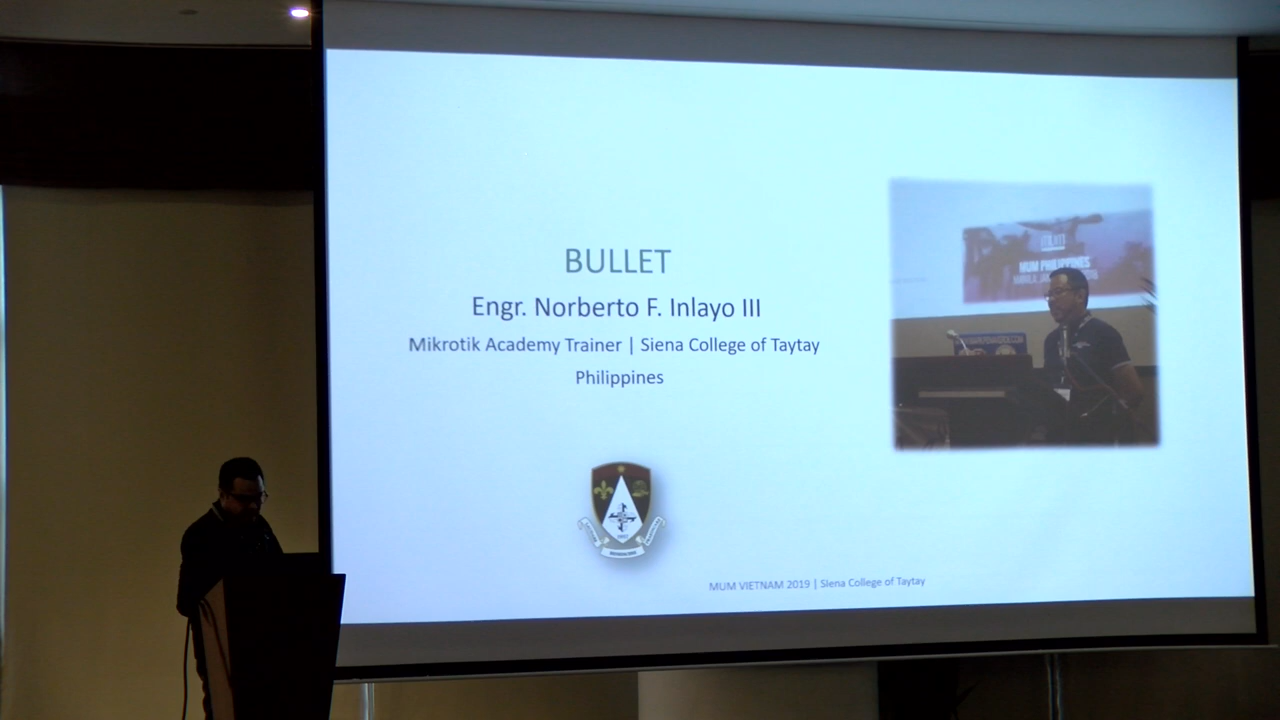 BULLET
Engr. Norberto F. Inlayo III
Mikrotik Academy Trainer | Siena College of Taytay
Philippines
MUM PHILIPPINES
MUM VIETNAM 2019 | Siena College of Taytay